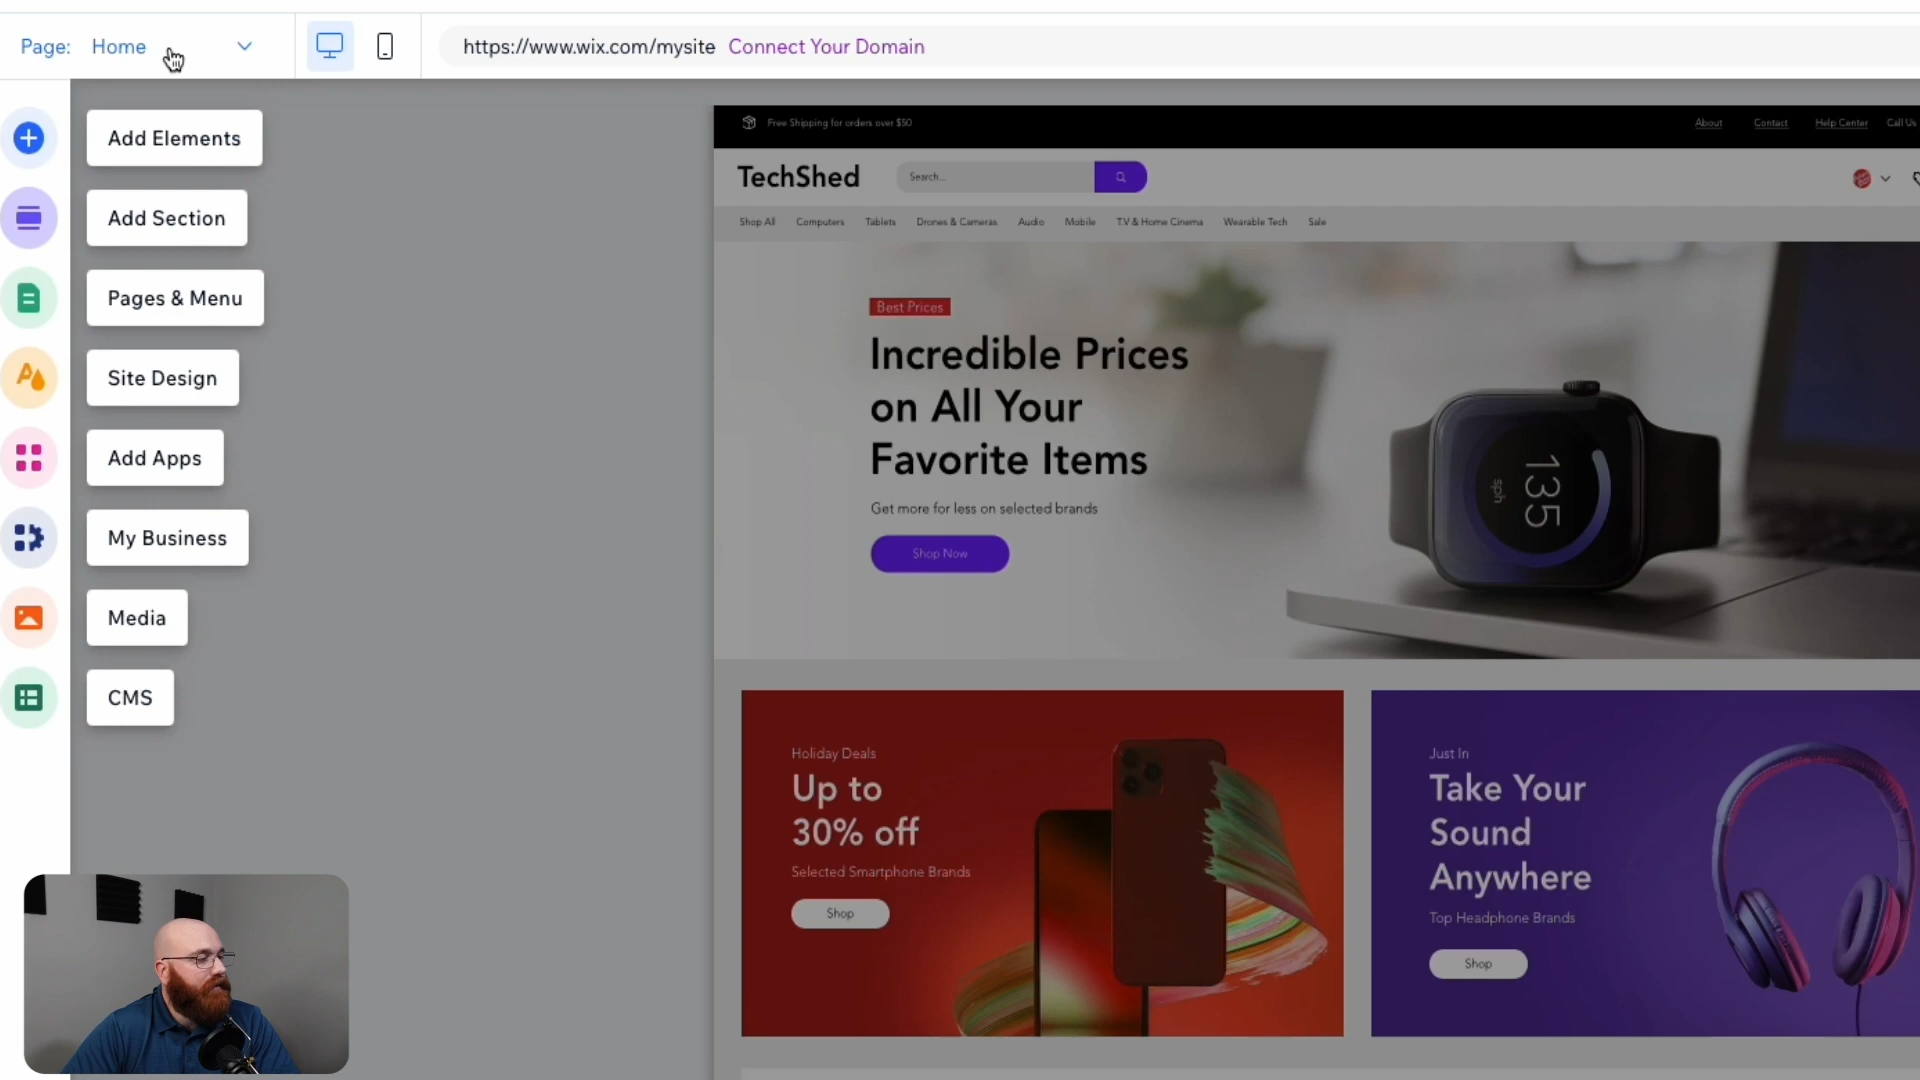 Page: Home
https://www.wix.com/mysite Connect Your Domain
Add Elements
Add Section
Pages & Menu
Site Design
Add Apps
My Business
Media
CMS
Free Shipping for orders over $50
About Contact Help Center Call Us
TechShed
Search...
Shop All Computers Tablets Drones & Cameras Audio Mobile T.V & Home Cinema Wearable Tech Sale
Best Prices
Incredible Prices
on All Your
Favorite Items
Get more for less on selected brands
Shop Now
135
sph
Holiday Deals
Up to
30% off
Selected Smartphone Brands
Shop
Just In
Take Your
Sound
Anywhere
Top Headphone Brands
Shop